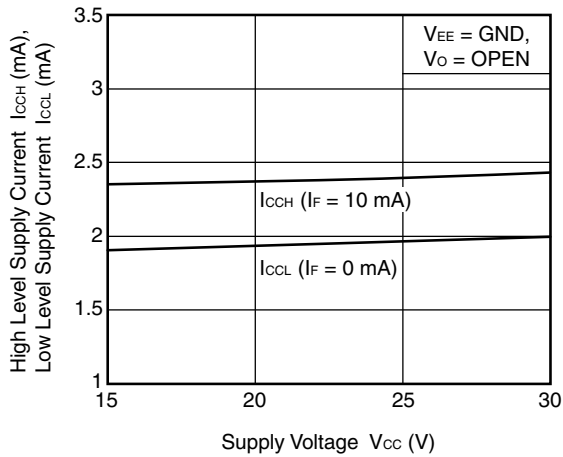 High Level Supply Current ICCH (mA),
Low Level Supply Current ICCL (mA)
3.5
3
2.5
2
1.5
1
VEE = GND,
VO = OPEN
ICCH (IF = 10 mA)
ICCL (IF = 0 mA)
15
20
25
30
Supply Voltage VCC (V)